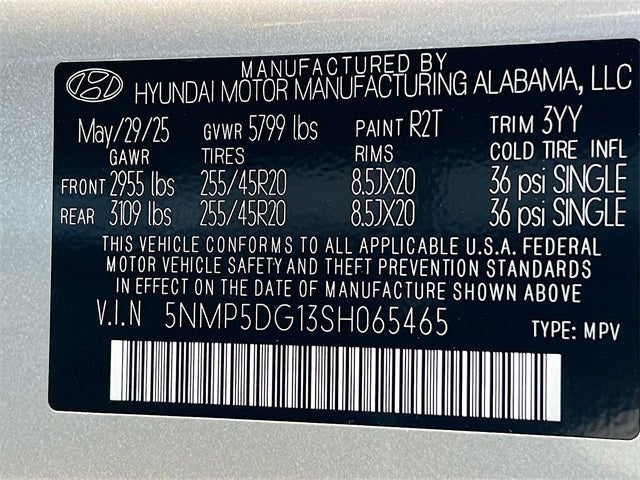 MANUFACTURED BY
HYUNDAI MOTOR MANUFACTURING ALABAMA, LLC
May/29/25 GVWR 5799 lbs PAINT R2T TRIM 3YY
GAWR TIRES RIMS COLD TIRE INFL
FRONT 2955 lbs 255/45R20 8.5JX20 36 psi SINGLE
REAR 3109 lbs 255/45R20 8.5JX20 36 psi SINGLE
THIS VEHICLE CONFORMS TO ALL APPLICABLE U.S.A. FEDERAL
MOTOR VEHICLE SAFETY AND THEFT PREVENTION STANDARDS
IN EFFECT ON THE DATE OF MANUFACTURE SHOWN ABOVE
V.I.N 5NMP5DG13SH065465 TYPE: MPV